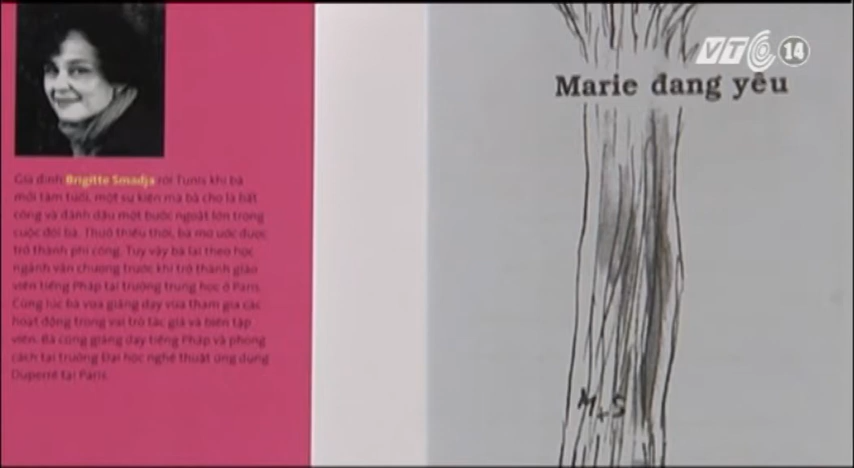 Gia đình Brigitte Smadja rời Tunis khi bà
mới tám tuổi, một sự kiện mà bà cho là bất
công và đánh dấu một bước ngoặt lớn trong
cuộc đời bà. Thuở thiếu thời, bà mơ ước được
trở thành phi công. Tuy vậy bà lại theo học
ngành văn chương trước khi trở thành giáo
viên tiếng Pháp tại trường trung học ở Paris.
Cùng lúc bà vừa giảng dạy vừa tham gia các
hoạt động trong vai trò tác giả và biên tập
viên. Bà cũng giảng dạy tiếng Pháp và phong
cách tại trường Đại học nghệ thuật ứng dụng
Duperré tại Paris.
VTC 14
Marie đang yêu
M+S